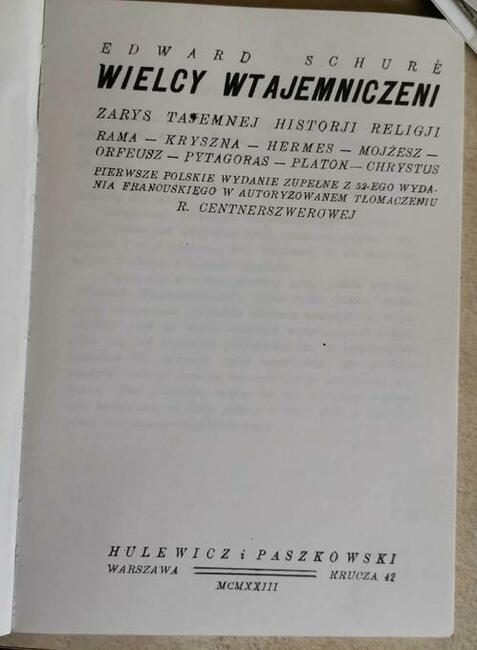 EDWARD SCHURÉ
WIELCY WTAJEMNICZENI
ZARYS TAJEMNEJ HISTORJI RELIGJI
RAMA — KRYSZNA — HERMES — MOJŻESZ —
ORFEUSZ — PYTAGORAS — PLATON — CHRYSTUS
PIERWSZE POLSKIE WYDANIE ZUPEŁNE Z 52-EGO WYDA-
NIA FRANCUSKIEGO W AUTORYZOWANEM TŁOMACZENIU
R. CENTNERSZWEROWEJ
HULEWICZ i PASZKOWSKI
WARSZAWA KRUCZA 42
MCMXXIII